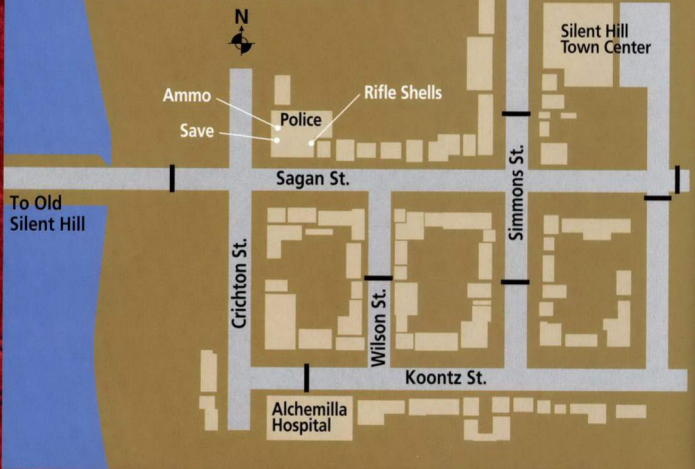 N
Silent Hill
Town Center
Ammo
Rifle Shells
Police
Save
Sagan St.
Simmons St.
To Old
Silent Hill
Crichton St.
Wilson St.
Koontz St.
Alchemilla
Hospital